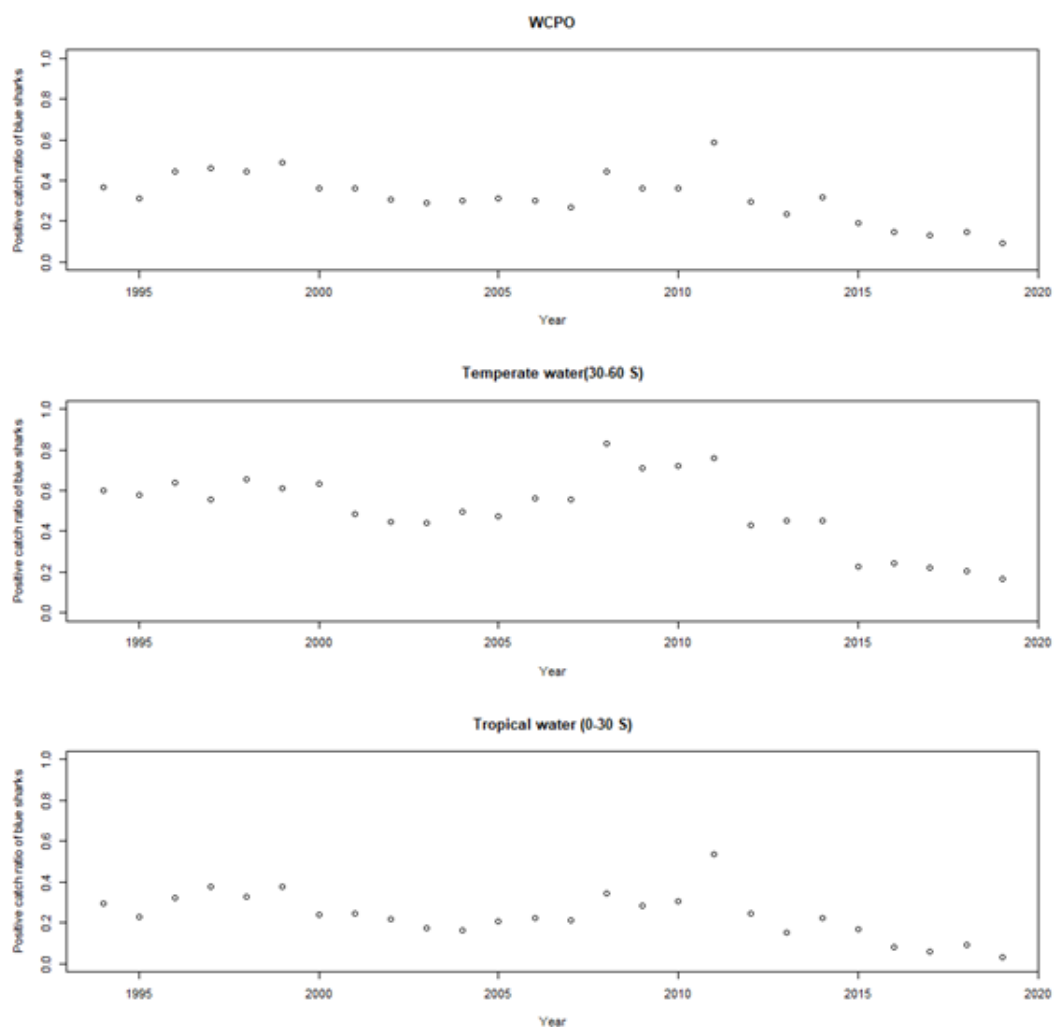 WCPO
Positive catch ratio of blue sharks
1.0
0.8
0.6
0.4
0.2
0.0
1995 2000 2005 2010 2015 2020
Year
Temperate water(30-60 S)
Positive catch ratio of blue sharks
1.0
0.8
0.6
0.4
0.2
0.0
1995 2000 2005 2010 2015 2020
Year
Tropical water (0-30 S)
Positive catch ratio of blue sharks
1.0
0.8
0.6
0.4
0.2
0.0
1995 2000 2005 2010 2015 2020
Year